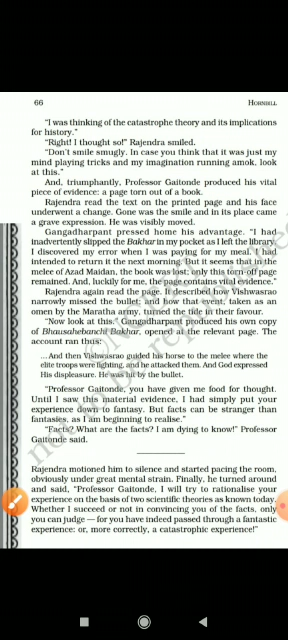 66 HORNBILL
"I was thinking of the catastrophe theory and its implications
for history."
"Right! I thought so!" Rajendra smiled.
"Don't smile smugly. In case you think that it was just my
mind playing tricks and my imagination running amok, look
at this."
And, triumphantly, Professor Gaitonde produced his vital
piece of evidence: a page torn out of a book.
Rajendra read the text on the printed page and his face
underwent a change. Gone was the smile and in its place came
a grave expression. He was visibly moved.
Gangadharpant pressed home his advantage. "I had
inadvertently slipped the Bakhar in my pocket as I left the library.
I discovered my error when I was paying for my meal. I had
intended to return it the next morning. But it seems that in the
melee of Azad Maidan, the book was lost; only this torn-off page
remained. And, luckily for me, the page contains vital evidence."
Rajendra again read the page. It described how Vishwasrao
narrowly missed the bullet; and how that event, taken as an
omen by the Maratha army, turned the tide in their favour.
"Now look at this." Gangadharpant produced his own copy
of Bhausahebanchi Bakhar, opened at the relevant page. The
account ran thus:
... And then Vishwasrao guided his horse to the melee where the
elite troops were fighting, and he attacked them. And God expressed
His displeasure. He was hit by the bullet.
"Professor Gaitonde, you have given me food for thought.
Until I saw this material evidence, I had simply put your
experience down to fantasy. But facts can be stranger than
fantasies, as I am beginning to realise."
"Facts? What are the facts? I am dying to know!" Professor
Gaitonde said.
Rajendra motioned him to silence and started pacing the room,
obviously under great mental strain. Finally, he turned around
and said, "Professor Gaitonde, I will try to rationalise your
experience on the basis of two scientific theories as known today.
Whether I succeed or not in convincing you of the facts, only
you can judge — for you have indeed passed through a fantastic
experience: or, more correctly, a catastrophic experience!"